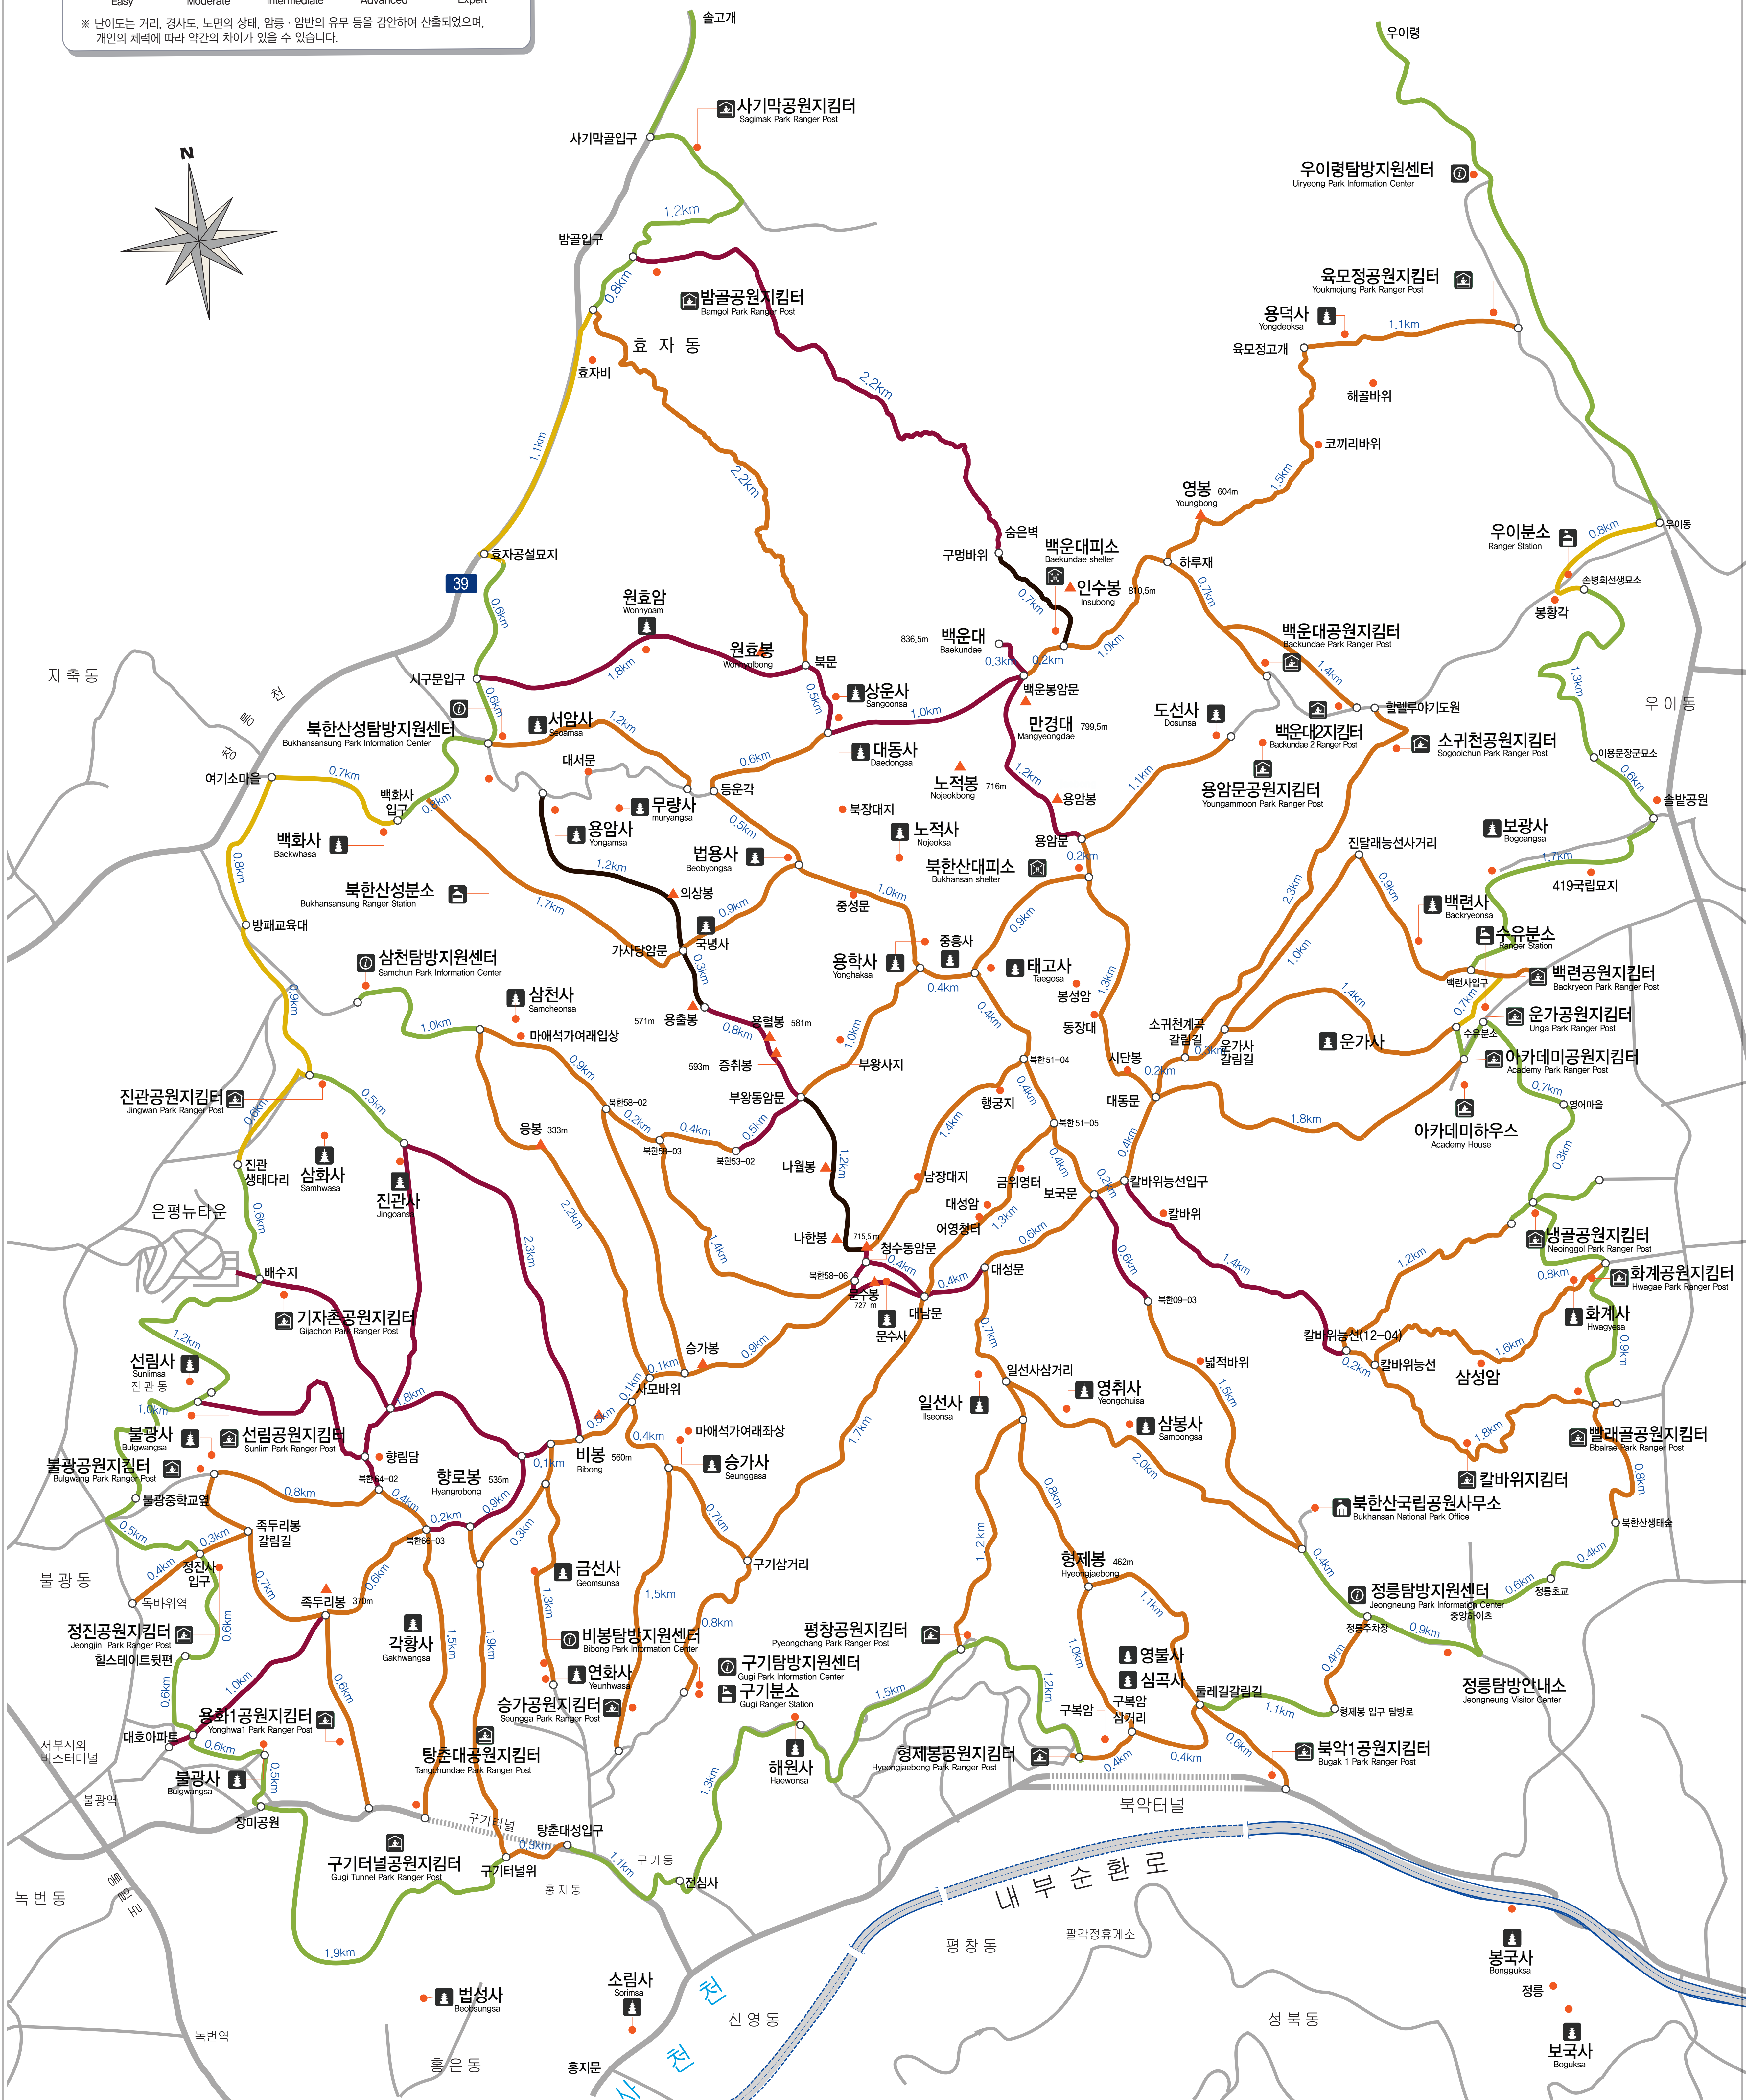 Easy
Moderate
Intermediate
Advanced
Expert
※ 난이도는 거리, 경사도, 노면의 상태, 암릉 · 암반의 유무 등을 감안하여 산출되었으며,
개인의 체력에 따라 약간의 차이가 있을 수 있습니다.
솔고개
우이령
사기막공원지킴터
Sagimak Park Ranger Post
사기막골입구
N
우이령탐방지원센터
Uiryeong Park Information Center
1.2km
밤골입구
0.8km
밤골공원지킴터
Bamgol Park Ranger Post
육모정공원지킴터
Youkmojung Park Ranger Post
용덕사
Yongdeoksa
1.1km
육모정고개
효자동
효자비
2.2km
해골바위
코끼리바위
1.1km
2.2km
1.5km
영봉 604m
Youngbong
숨은벽
구멍바위
백운대피소
Baekundae shelter
하루재
우이분소
Ranger Station
0.8km
우이동
효자공설묘지
39
0.6km
원효암
Wonhyoam
0.7km
인수봉 810.5m
Insubong
0.7km
손병희선생묘소
봉황각
836.5m 백운대
Baekundae
0.3km
0.2km
1.0km
백운대공원지킴터
Backundae Park Ranger Post
1.4km
원효봉
Wonhyolbong
북문
1.8km
시구문입구
지축동
창릉천
1.3km
우이동
0.5km
상운사
Sangoonsa
백운봉암문
0.6km
북한산성탐방지원센터
Bukhansansung Park Information Center
서암사
Seoamsa
1.2km
1.0km
만경대 799.5m
Mangyeongdae
도선사
Dosunsa
백운대2지킴터
Backundae 2 Ranger Post
할렐루야기도원
소귀천공원지킴터
Sogooichun Park Ranger Post
대동사
Daedongsa
0.6km
대서문
여기소마을
0.7km
이용문장군묘소
0.6km
노적봉 716m
Nojeokbong
1.2km
1.1km
용암문공원지킴터
Youngammoon Park Ranger Post
백화사
입구
0.8km
등운각
용암봉
솔밭공원
무량사
muryangsa
북장대지
용암사
Yongamsa
0.5km
노적사
Nojeoksa
용암문
진달래능선사거리
보광사
Bogoangsa
백화사
Backwhasa
0.8km
법용사
Beobyongsa
0.2km
1.2km
북한산대피소
Bukhansan shelter
1.7km
419국립묘지
북한산성분소
Bukhansansung Ranger Station
의상봉
1.7km
1.0km
중성문
2.3km
0.9km
백련사
Backryeonsa
방패교육대
0.9km
0.9km
국녕사
가사당암문
중흥사
1.0km
수유분소
Ranger Station
삼천탐방지원센터
Samchun Park Information Center
0.3km
용학사
Yonghaksa
태고사
Taegosa
봉성암
0.4km
1.3km
백련사입구
백련공원지킴터
Backryeon Park Ranger Post
0.9km
삼천사
Samcheonsa
1.4km
0.7km
1.0km
마애석가여래입상
571m 용출봉
용혈봉 581m
0.8km
0.4km
동장대
소귀천계곡
갈림길
운가사
갈림길
0.3km
운가사
운가공원지킴터
Unga Park Ranger Post
수유분소
아카데미공원지킴터
Academy Park Ranger Post
593m 증취봉
1.0km
부왕사지
북한51-04
시단봉
0.2km
0.9km
0.7km
영어마을
진관공원지킴터
Jingwan Park Ranger Post
0.6km
0.5km
북한58-02
부왕동암문
행궁지
0.4km
대동문
아카데미하우스
Academy House
1.8km
응봉 333m
0.2km
0.4km
0.5km
1.4km
북한51-05
북한58-03
북한53-02
0.4km
0.4km
삼화사
Samhwasa
진관
생태다리
진관사
Jingoansa
1.2km
나월봉
0.3km
금위영터
남장대지
보국문
0.2km
칼바위능선입구
은평뉴타운
0.6km
2.2km
대성암
어영청터
1.3km
칼바위
2.3km
1.4km
나한봉
715.5 m
청수동암문
0.6km
0.6km
1.4km
냉골공원지킴터
Neoinggol Park Ranger Post
배수지
0.4km
0.4km
대성문
1.2km
북한58-06
0.8km
화계공원지킴터
Hwagae Park Ranger Post
문수봉
727 m
대남문
북한09-03
기자촌공원지킴터
Gijachon Park Ranger Post
문수사
화계사
Hwagyesa
1.2km
0.7km
칼바위능선(12-04)
0.9km
승가봉
0.9km
선림사
Sunlimsa
진관동
0.1km
사모바위
0.1km
일선사삼거리
넓적바위
0.2km
칼바위능선
1.6km
삼성암
1.8km
1.0km
0.5km
일선사
Ilseonsa
영취사
Yeongchuisa
1.5km
0.4km
마애석가여래좌상
1.7km
삼봉사
Sambongsa
불광사
Bulgwangsa
선림공원지킴터
Sunlim Park Ranger Post
빨래골공원지킴터
Bbalrae Park Ranger Post
1.8km
향림담
비봉 560m
Bibong
승가사
Seunggasa
0.1km
불광공원지킴터
Bulgwang Park Ranger Post
북한64-02
향로봉 535m
Hyangrobong
2.0km
칼바위지킴터
0.8km
불광중학교옆
0.8km
0.4km
0.9km
0.8km
북한산국립공원사무소
Bukhansan National Park Office
0.5km
0.3km
족두리봉
갈림길
0.2km
북한66-03
0.3km
0.7km
1.2km
북한산생태숲
0.4km
정진사
입구
구기삼거리
0.4km
0.4km
불광동
독바위역
0.7km
0.6km
금선사
Geomsunsa
형제봉 462m
Hyeongjaebong
0.6km
정릉초교
족두리봉 370m
1.5km
정릉탐방지원센터
Jeongneung Park Information Center
중앙하이츠
1.3km
1.1km
정진공원지킴터
Jeongjin Park Ranger Post
힐스테이트뒷편
0.6km
각황사
Gakhwangsa
0.8km
평창공원지킴터
Pyeongchang Park Ranger Post
정릉주차장
0.9km
1.5km
1.9km
비봉탐방지원센터
Bibong Park Information Center
1.0km
0.4km
0.6km
1.0km
0.6km
구기탐방지원센터
Gugi Park Information Center
영불사
심곡사
연화사
Yeunhwasa
구기분소
Gugi Ranger Station
정릉탐방안내소
Jeongneung Visitor Center
1.5km
1.2km
용화1공원지킴터
Yonghwa1 Park Ranger Post
승가공원지킴터
Seungga Park Ranger Post
둘레길갈림길
구복암
구복암
삼거리
1.1km
형제봉 입구 탐방로
대호아파트
0.6km
서부시외
버스터미널
탕춘대공원지킴터
Tangchundae Park Ranger Post
0.6km
해원사
Haewonsa
형제봉공원지킴터
Hyeongjaebong Park Ranger Post
0.4km
0.4km
북악1공원지킴터
Bugak 1 Park Ranger Post
불광사
Bulgwangsa
0.5km
1.3km
불광역
북악터널
장미공원
구기터널
탕춘대성입구
0.3km
구기터널공원지킴터
Gugi Tunnel Park Ranger Post
구기터널위
1.1km
구기동
전심사
내부순환로
녹번동
통일로
홍지동
평창동
팔각정휴게소
1.9km
봉국사
Bongguksa
정릉
법성사
Beobsungsa
소림사
Sorimsa
천
신영동
성북동
녹번역
보국사
Boguksa
홍은동
홍지문
천
사